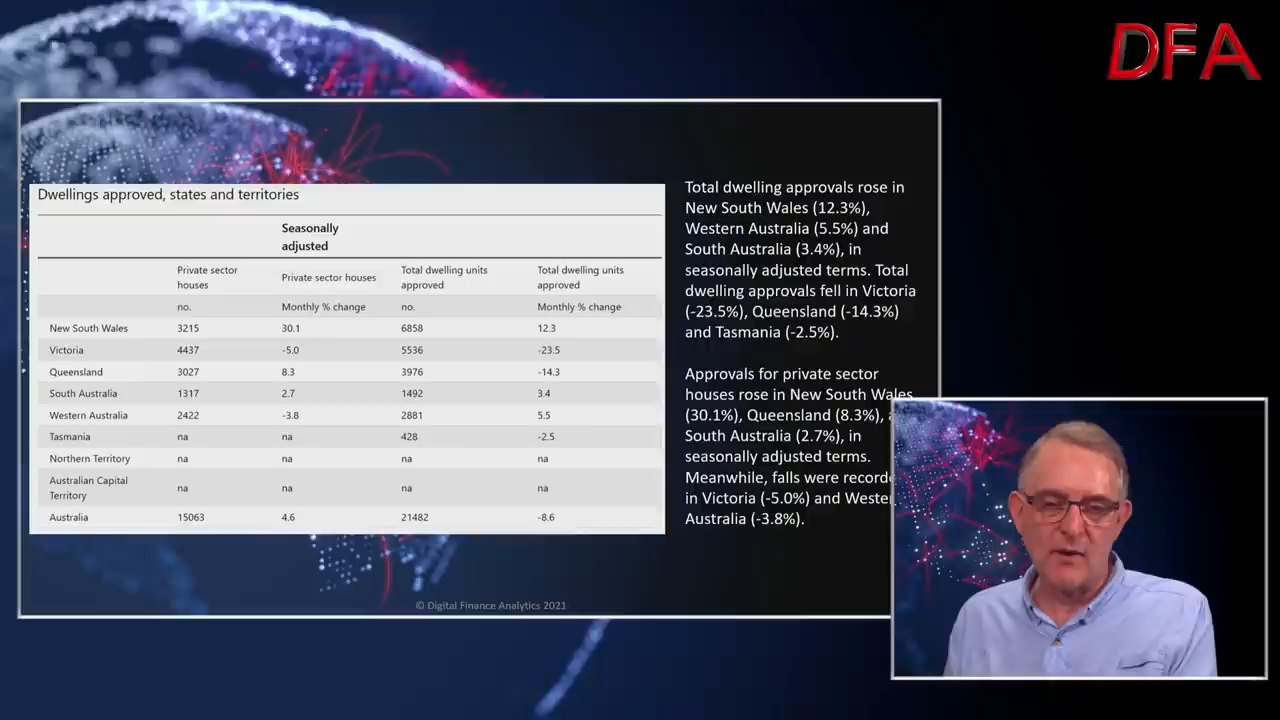 DFA
Dwellings approved, states and territories
Seasonally
adjusted
Private sector houses Private sector houses Total dwelling units approved Total dwelling units approved
no. Monthly % change no. Monthly % change
New South Wales 3215 30.1 6858 12.3
Victoria 4437 -5.0 5536 -23.5
Queensland 3027 8.3 3976 -14.3
South Australia 1317 2.7 1492 3.4
Western Australia 2422 -3.8 2881 5.5
Tasmania na na 428 -2.5
Northern Territory na na na na
Australian Capital Territory na na na na
Australia 15063 4.6 21482 -8.6
Total dwelling approvals rose in
New South Wales (12.3%),
Western Australia (5.5%) and
South Australia (3.4%), in
seasonally adjusted terms. Total
dwelling approvals fell in Victoria
(-23.5%), Queensland (-14.3%)
and Tasmania (-2.5%).
Approvals for private sector
houses rose in New South Wales
(30.1%), Queensland (8.3%),
South Australia (2.7%), in
seasonally adjusted terms.
Meanwhile, falls were
in Victoria (-5.0%) and
Australia (-3.8%).
© Digital Finance Analytics 2021